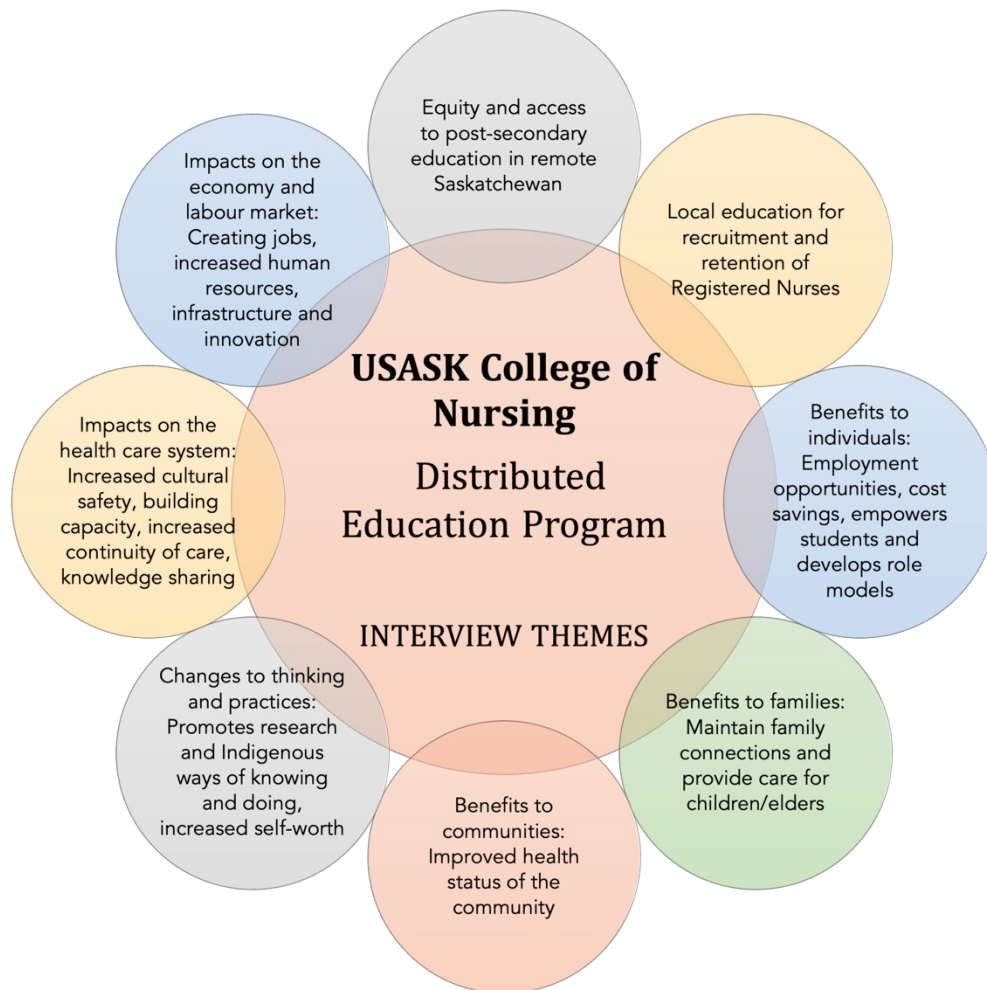 USASK College of
Nursing
Distributed
Education Program
INTERVIEW THEMES
Equity and access
to post-secondary
education in remote
Saskatchewan
Local education for
recruitment and
retention of
Registered Nurses
Benefits to
individuals:
Employment
opportunities, cost
savings, empowers
students and
develops role
models
Benefits to families:
Maintain family
connections and
provide care for
children/elders
Benefits to
communities:
Improved health
status of the
community
Changes to thinking
and practices:
Promotes research
and Indigenous
ways of knowing
and doing,
increased self-worth
Impacts on the
health care system:
Increased cultural
safety, building
capacity, increased
continuity of care,
knowledge sharing
Impacts on the
economy and
labour market:
Creating jobs,
increased human
resources,
infrastructure and
innovation